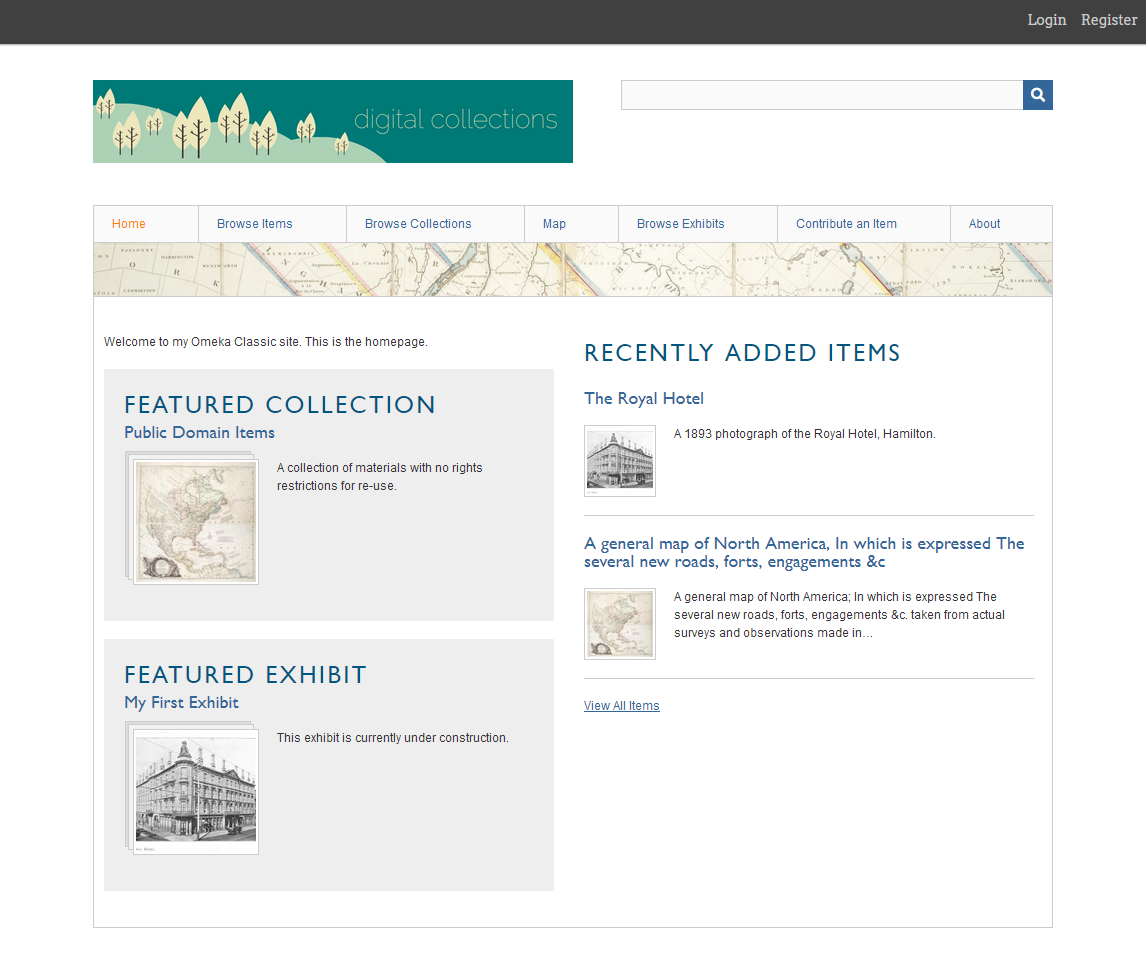 Login Register
digital collections
Home Browse Items Browse Collections Map Browse Exhibits Contribute an Item About
Welcome to my Omeka Classic site. This is the homepage.
FEATURED COLLECTION
Public Domain Items
A collection of materials with no rights
restrictions for re-use.
FEATURED EXHIBIT
My First Exhibit
This exhibit is currently under construction.
RECENTLY ADDED ITEMS
The Royal Hotel
A 1893 photograph of the Royal Hotel, Hamilton.
A general map of North America, In which is expressed The
several new roads, forts, engagements &c
A general map of North America; In which is expressed The
several new roads, forts, engagements &c. taken from actual
surveys and observations made in…
View All Items